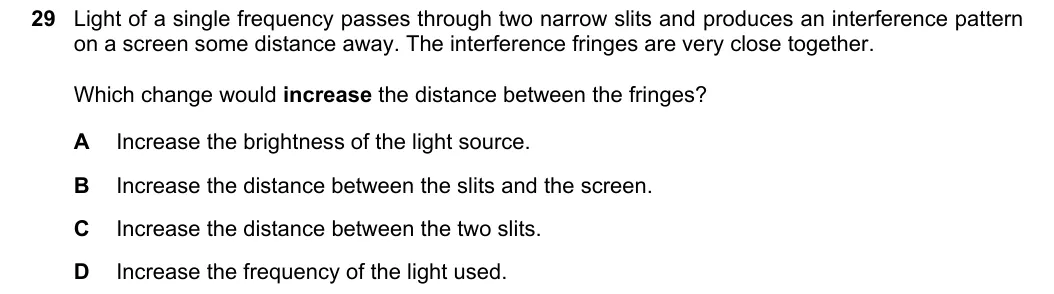 29 Light of a single frequency passes through two narrow slits and produces an interference pattern
on a screen some distance away. The interference fringes are very close together.
Which change would increase the distance between the fringes?
A Increase the brightness of the light source.
B Increase the distance between the slits and the screen.
C Increase the distance between the two slits.
D Increase the frequency of the light used.